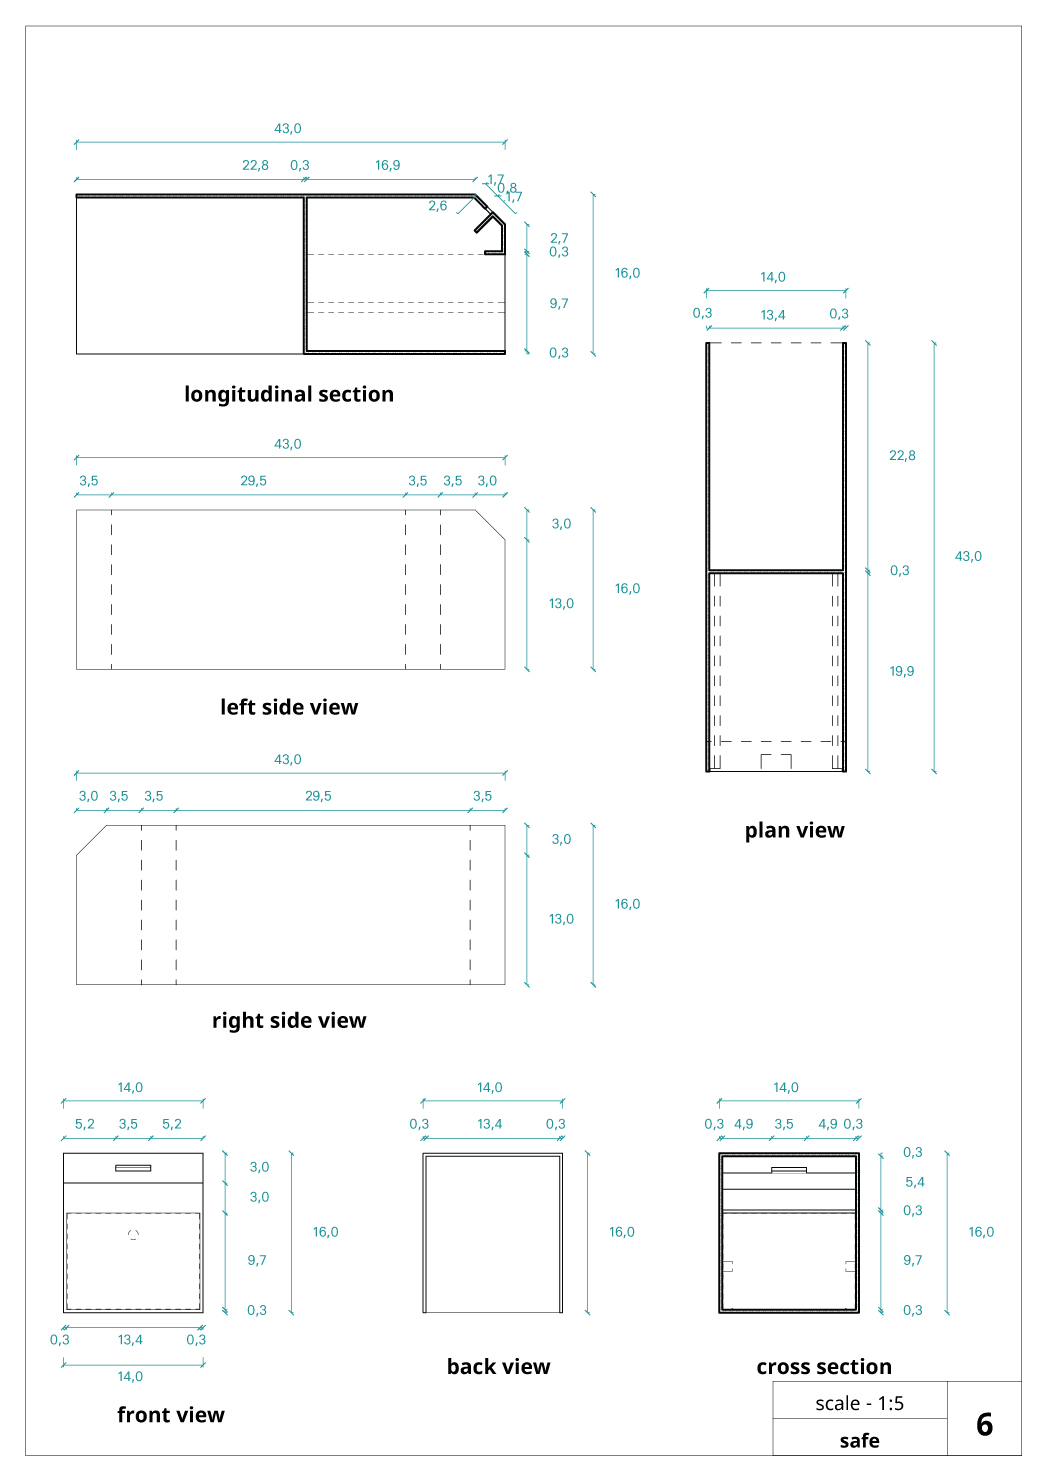 43,0
22,8 0,3 16,9
1,7
0,8
1,7
2,6
2,7
0,3
16,0
9,7
0,3
longitudinal section
43,0
3,5 29,5 3,5 3,5 3,0
3,0
16,0
13,0
left side view
43,0
3,0 3,5 3,5 29,5 3,5
3,0
16,0
13,0
right side view
14,0
0,3 13,4 0,3
22,8
43,0
0,3
19,9
plan view
14,0
5,2 3,5 5,2
3,0
3,0
16,0
9,7
0,3
0,3 13,4 0,3
14,0
front view
14,0
0,3 13,4 0,3
16,0
back view
14,0
0,3 4,9 3,5 4,9 0,3
0,3
5,4
0,3
16,0
9,7
0,3
cross section
scale - 1:5
safe
6